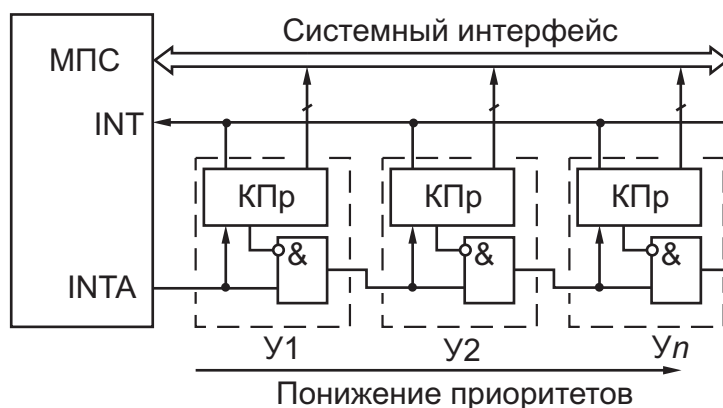 Системный интерфейс
МПС
INT
КПр
КПр
КПр
&
&
&
INTA
У1
У2
Уn
Понижение приоритетов